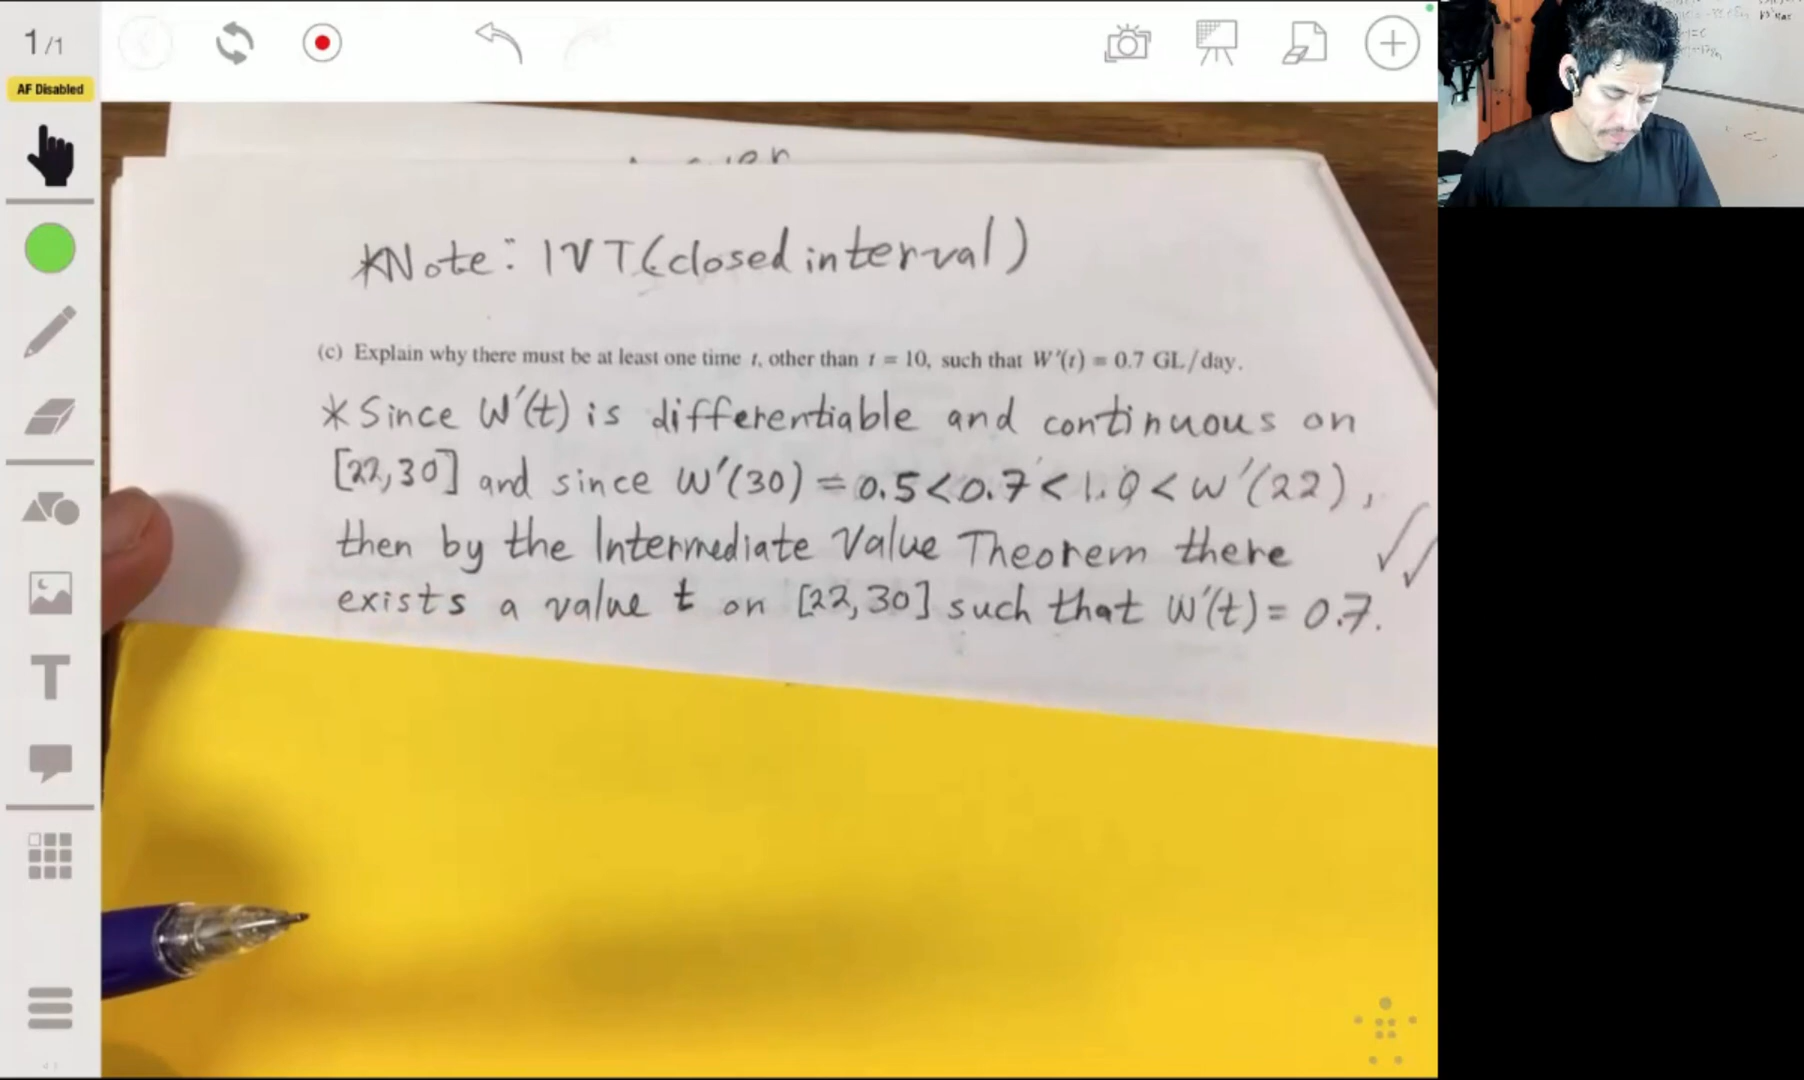 1/1
AF Disabled
*Note: IVT (closed interval)
(c) Explain why there must be at least one time t, other than t = 10, such that W'(t) = 0.7 GL/day.
*Since W'(t) is differentiable and continuous on
[22,30] and since W'(30) = 0.5 < 0.7 < 1.0 < W'(22),
then by the Intermediate Value Theorem there
exists a value t on [22,30] such that W'(t) = 0.7.
T